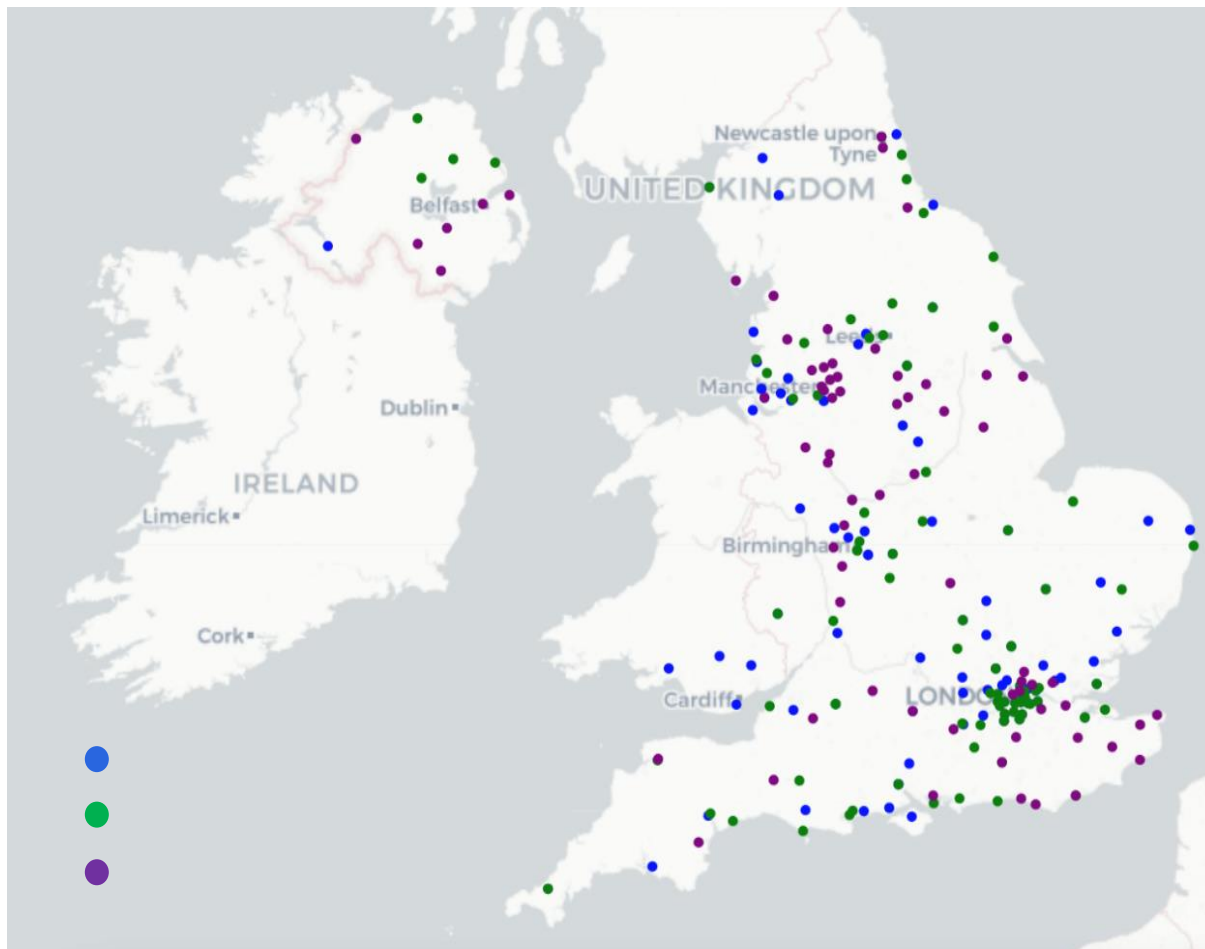 Newcastle upon
Tyne
UNITED KINGDOM
Belfast
Leeds
Manchester
Dublin
IRELAND
Limerick
Birmingham
Cork
Cardiff
LONDON